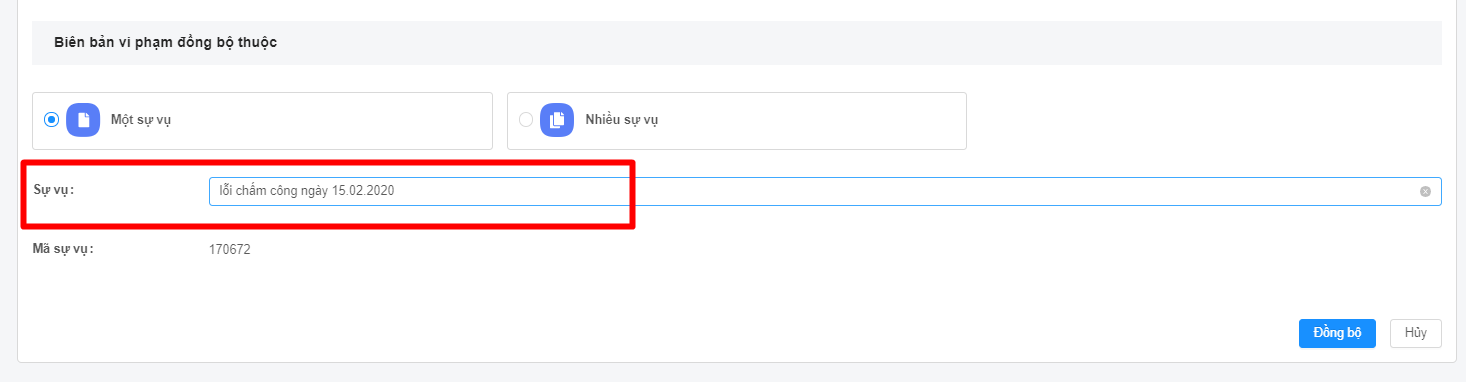 Biên bản vi phạm đồng bộ thuộc
Một sự vụ
Nhiều sự vụ
Sự vụ:
lỗi chấm công ngày 15.02.2020
Mã sự vụ:
170672
Đồng bộ
Hủy